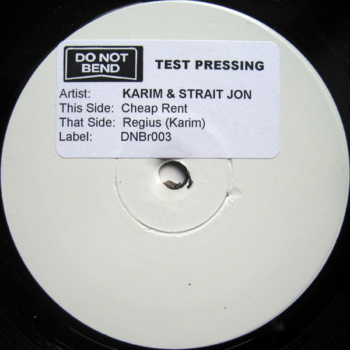 DO NOT
BEND
TEST PRESSING
Artist: KARIM & STRAIT JON
This Side: Cheap Rent
That Side: Regius (Karim)
Label: DNBr003